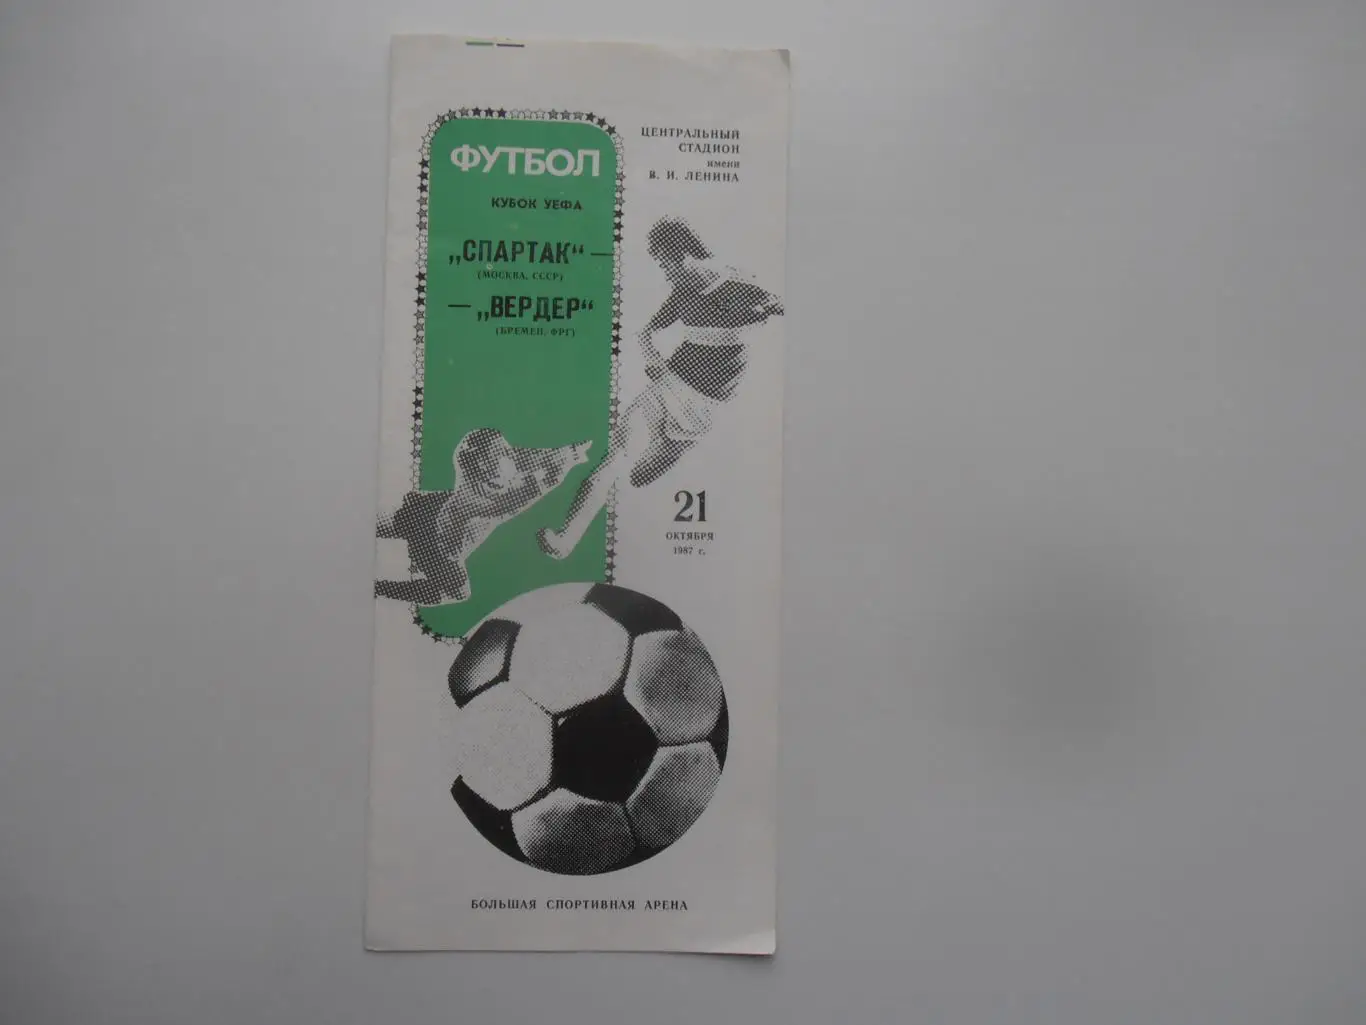 ФУТБОЛ
КУБОК УЕФА
„СПАРТАК“ —
(МОСКВА, СССР)
— „ВЕРДЕР“
(БРЕМЕН, ФРГ)
ЦЕНТРАЛЬНЫЙ
СТАДИОН
имени
В. И. ЛЕНИНА
21
ОКТЯБРЯ
1987 г.
БОЛЬШАЯ СПОРТИВНАЯ АРЕНА